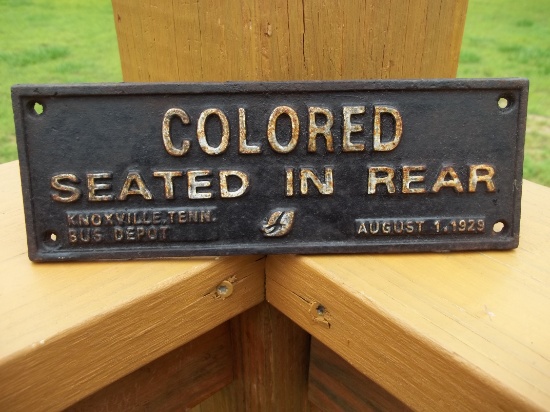 COLORED
SEATED IN REAR
KNOXVILLE, TENN.
BUS DEPOT
AUGUST 1, 1929